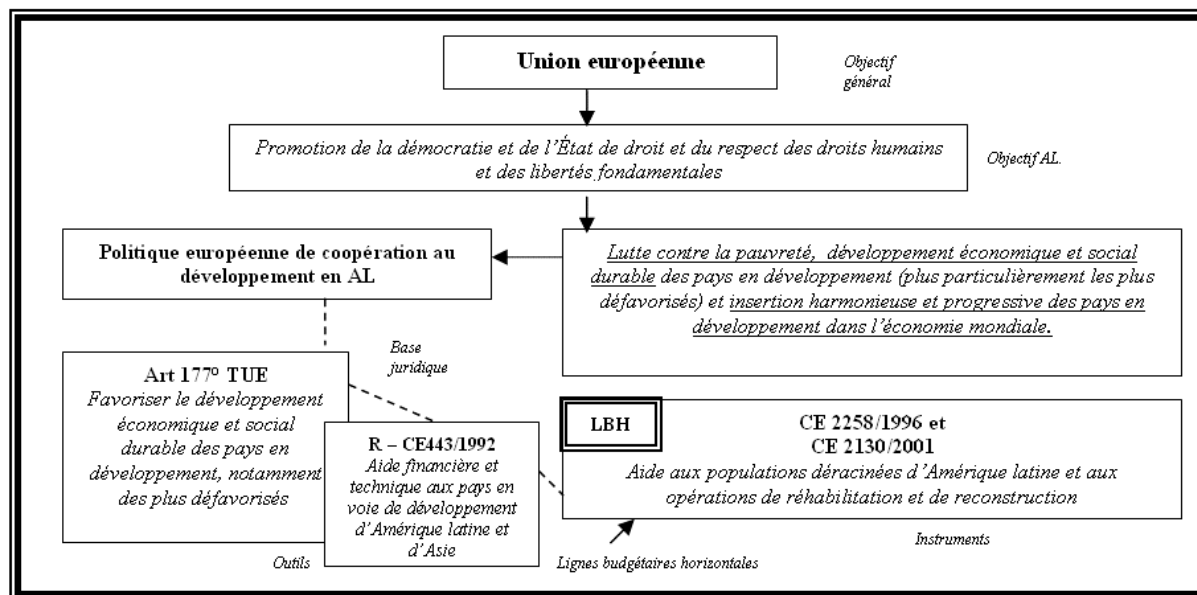 Union européenne
Objectif
général
Promotion de la démocratie et de l'État de droit et du respect des droits humains
et des libertés fondamentales
Objectif AL.
Politique européenne de coopération au
développement en AL
Lutte contre la pauvreté, développement économique et social
durable des pays en développement (plus particulièrement les plus
défavorisés) et insertion harmonieuse et progressive des pays en
développement dans l'économie mondiale.
Base
juridique
Art 177° TUE
Favoriser le développement
économique et social
durable des pays en
développement, notamment
des plus défavorisés
R – CE443/1992
Aide financière et
technique aux pays en
voie de développement
d'Amérique latine et
d'Asie
LBH
CE 2258/1996 et
CE 2130/2001
Aide aux populations déracinées d'Amérique latine et aux
opérations de réhabilitation et de reconstruction
Outils
Lignes budgétaires horizontales
Instruments